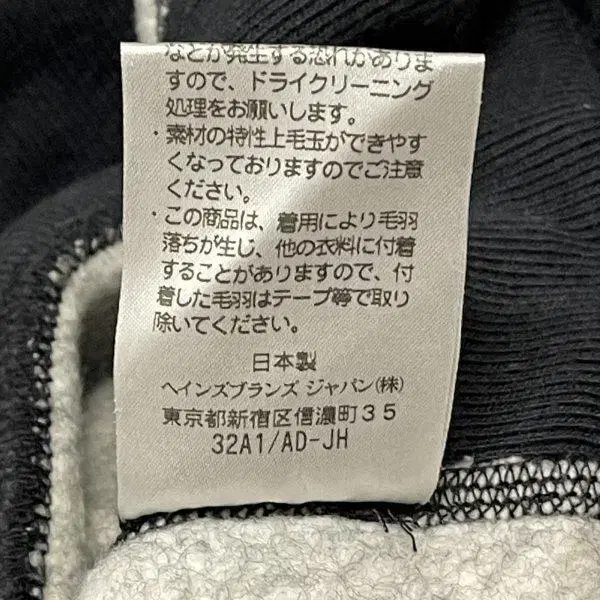 などが発生する恐れがありま
すので、ドライクリーニング
処理をお願いします。
・素材の特性上毛玉ができやす
くなっておりますのでご注意
ください。
・この商品は、着用により毛羽
落ちが生じ、他の衣料に付着
することがありますので、付
着した毛羽はテープ等で取り
除いてください。
日本製
ヘインズブランズ ジャパン(株)
東京都新宿区信濃町35
32A1/AD-JH